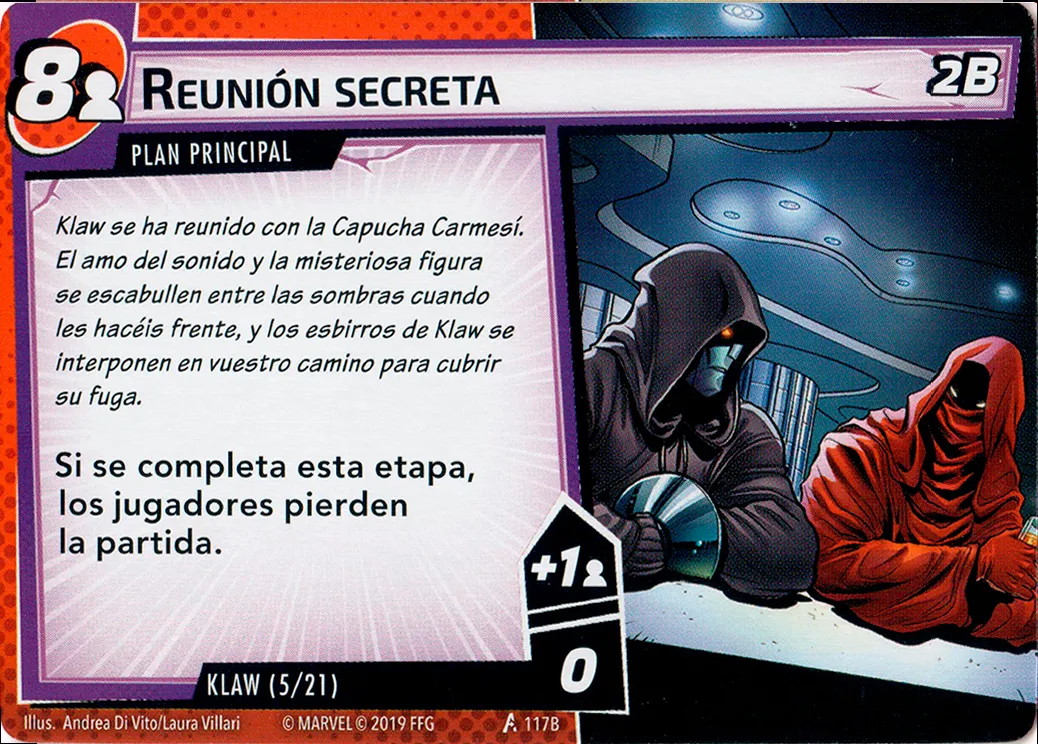 8
REUNIÓN SECRETA
2B
PLAN PRINCIPAL
Klaw se ha reunido con la Capucha Carmesí.
El amo del sonido y la misteriosa figura
se escabullen entre las sombras cuando
les hacéis frente, y los esbirros de Klaw se
interponen en vuestro camino para cubrir
su fuga.
Si se completa esta etapa,
los jugadores pierden
la partida.
+1
0
KLAW (5/21)
Illus. Andrea Di Vito/Laura Villari
© MARVEL © 2019 FFG
117B